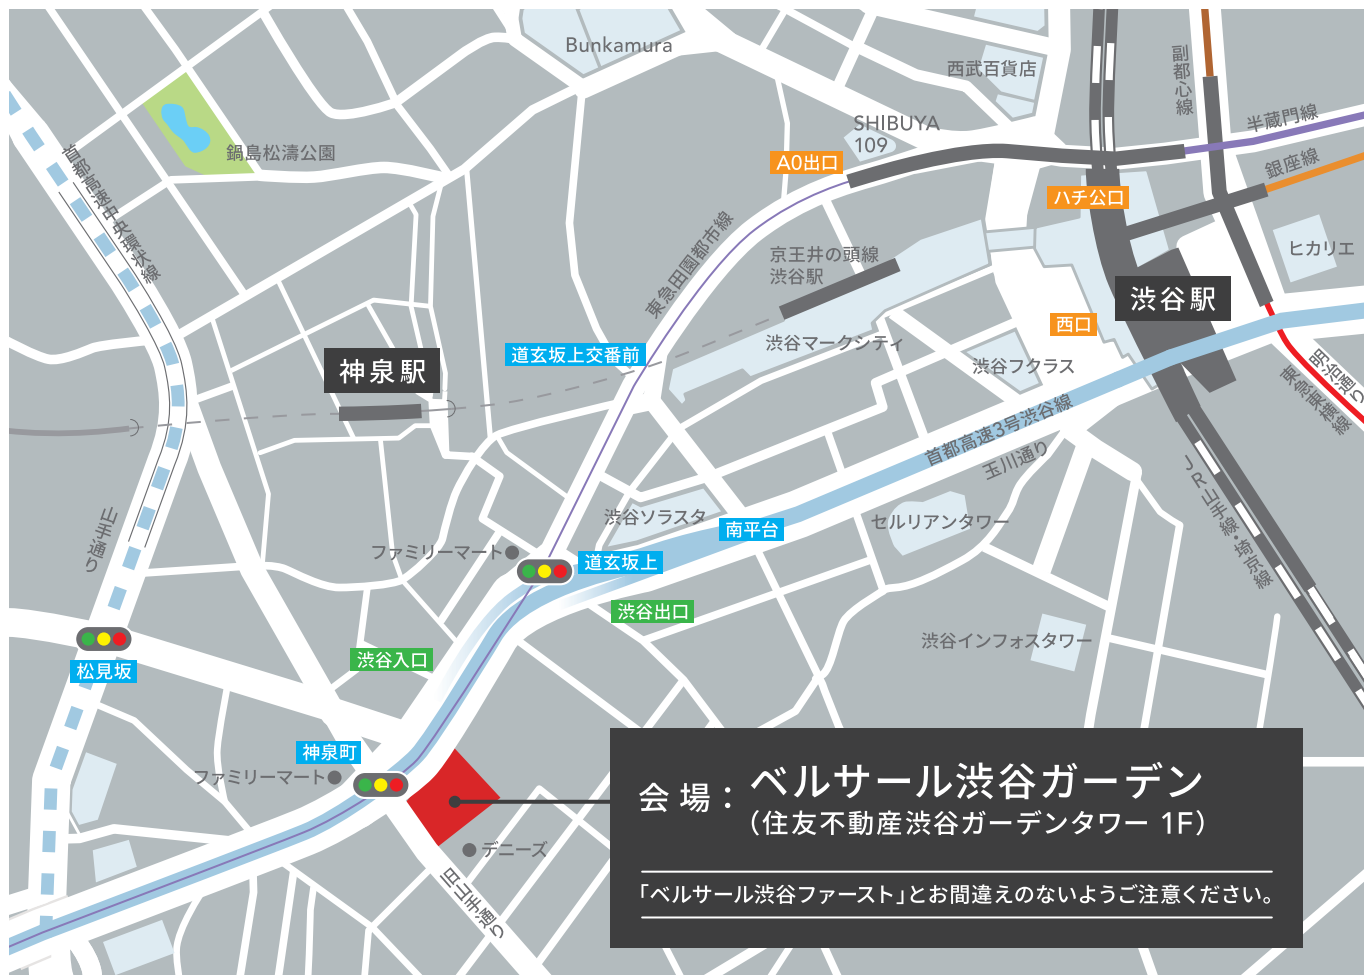 Bunkamura
西武百貨店
副都心線
SHIBUYA
109
半蔵門線
鍋島松濤公園
A0出口
銀座線
首都高速中央環状線
ハチ公口
東急田園都市線
京王井の頭線
渋谷駅
ヒカリエ
渋谷駅
西口
道玄坂上交番前
渋谷マークシティ
神泉駅
渋谷フクラス
明治通り
東急東横線
首都高速3号渋谷線
玉川通り
JR山手線・埼京線
山手通り
渋谷ソラスタ
南平台
セルリアンタワー
ファミリーマート
道玄坂上
渋谷出口
渋谷インフォスタワー
渋谷入口
松見坂
神泉町
ファミリーマート
デニーズ
旧山手通り
会場：ベルサール渋谷ガーデン
（住友不動産渋谷ガーデンタワー 1F）
「ベルサール渋谷ファースト」とお間違えのないようご注意ください。